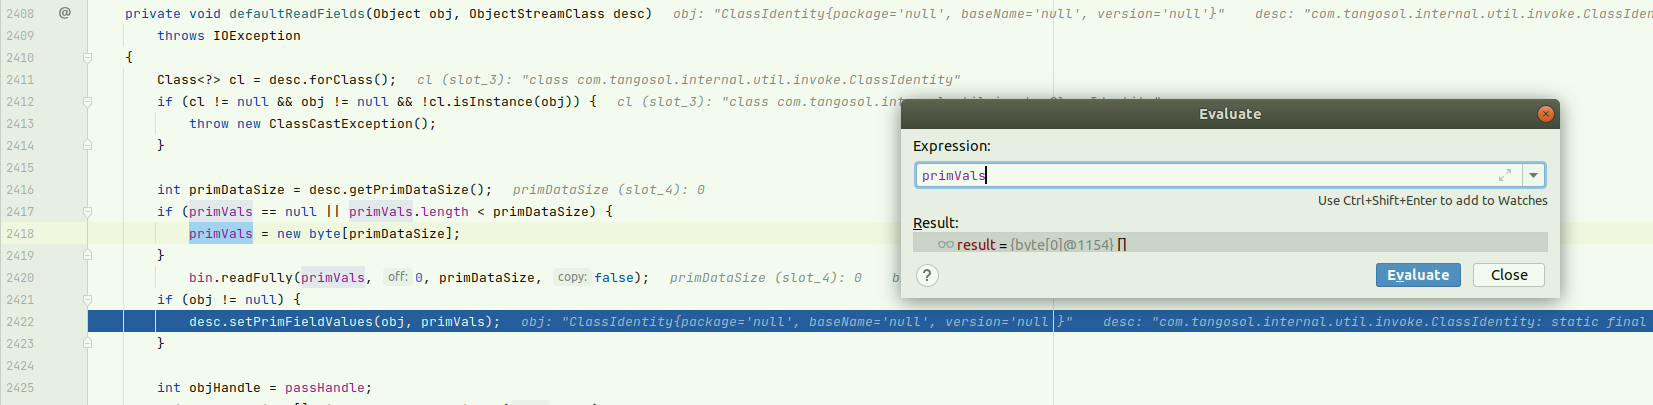 2408 @ private void defaultReadFields(Object obj, ObjectStreamClass desc) obj: "ClassIdentity{package='null', baseName='null', version='null'}" desc: "com.tangosol.internal.util.invoke.ClassIden
2409 throws IOException
2410 {
2411 Class<?> cl = desc.forClass(); cl (slot_3): "class com.tangosol.internal.util.invoke.ClassIdentity"
2412 if (cl != null && obj != null && !cl.isInstance(obj)) { cl (slot_3): "class com.tangosol.int
2413 throw new ClassCastException();
2414 }
2415
2416 int primDataSize = desc.getPrimDataSize(); primDataSize (slot_4): 0
2417 if (primVals == null || primVals.length < primDataSize) {
2418 primVals = new byte[primDataSize];
2419 }
2420 bin.readFully(primVals, off: 0, primDataSize, copy: false); primDataSize (slot_4): 0 b
2421 if (obj != null) {
2422 desc.setPrimFieldValues(obj, primVals); obj: "ClassIdentity{package='null', baseName='null', version='null'}" desc: "com.tangosol.internal.util.invoke.ClassIdentity: static final
2423 }
2424
2425 int objHandle = passHandle;
Evaluate
Expression:
primVals
Use Ctrl+Shift+Enter to add to Watches
Result:
result = {byte[0]@1154} []
? Evaluate Close